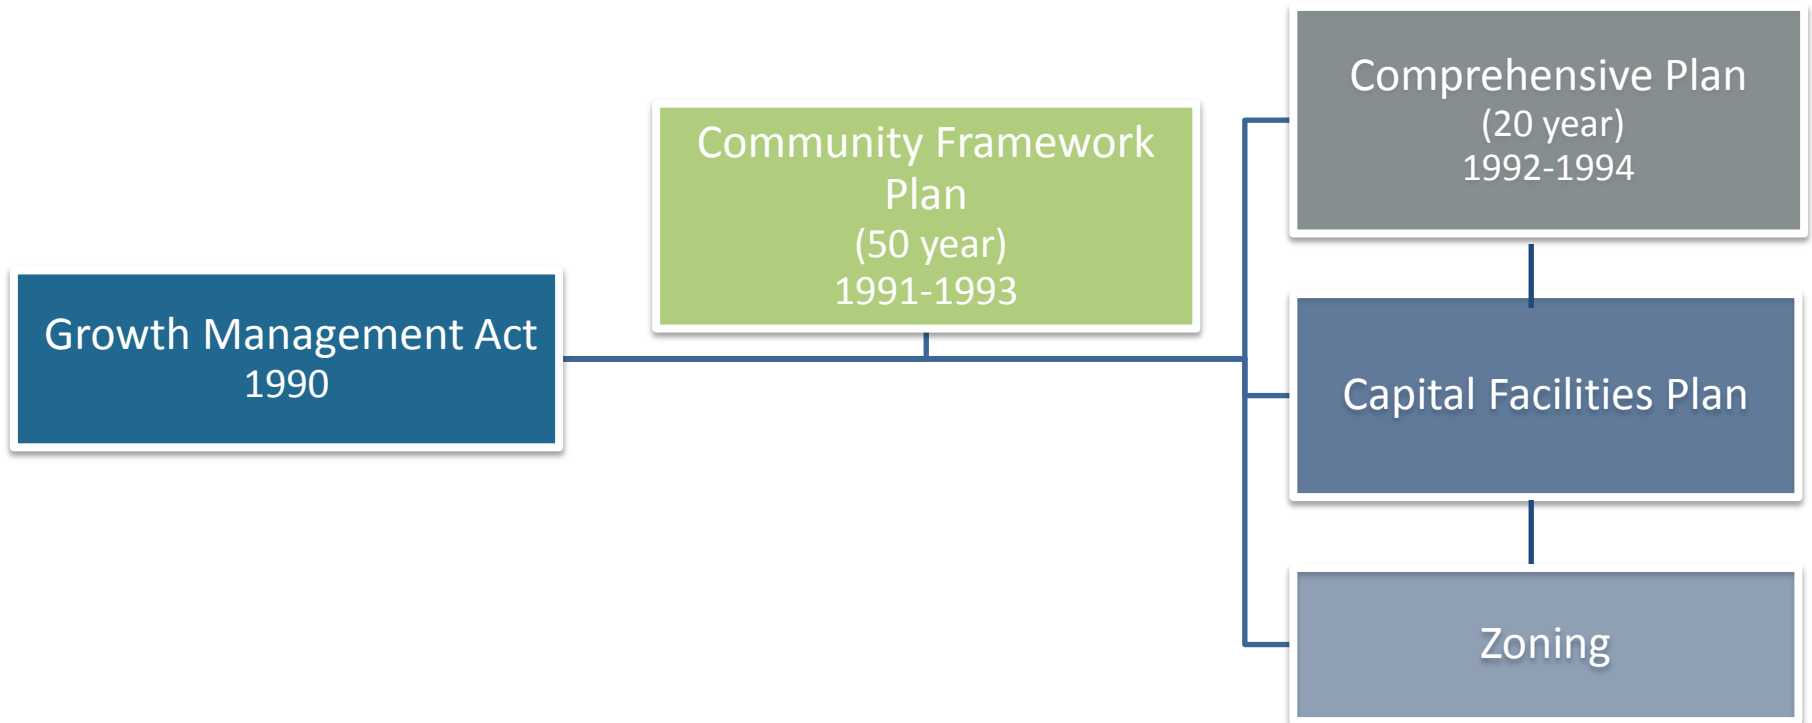 Growth Management Act
1990
Community Framework
Plan
(50 year)
1991-1993
Comprehensive Plan
(20 year)
1992-1994
Capital Facilities Plan
Zoning